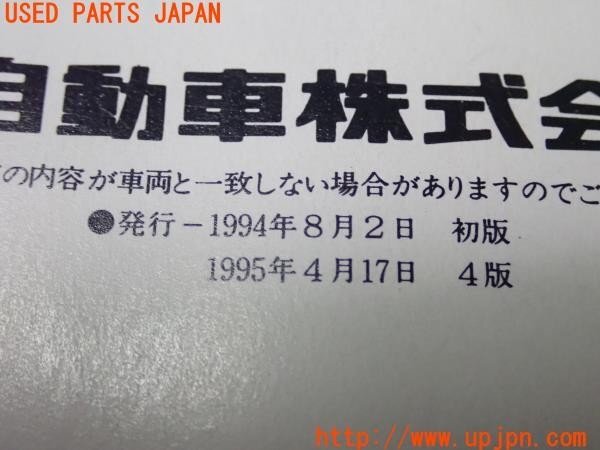 USED PARTS JAPAN
自動車株式会
の内容が車両と一致しない場合がありますのでご
●発行－1994年8月2日 初版
1995年4月17日 4版
http://www.upjpn.com